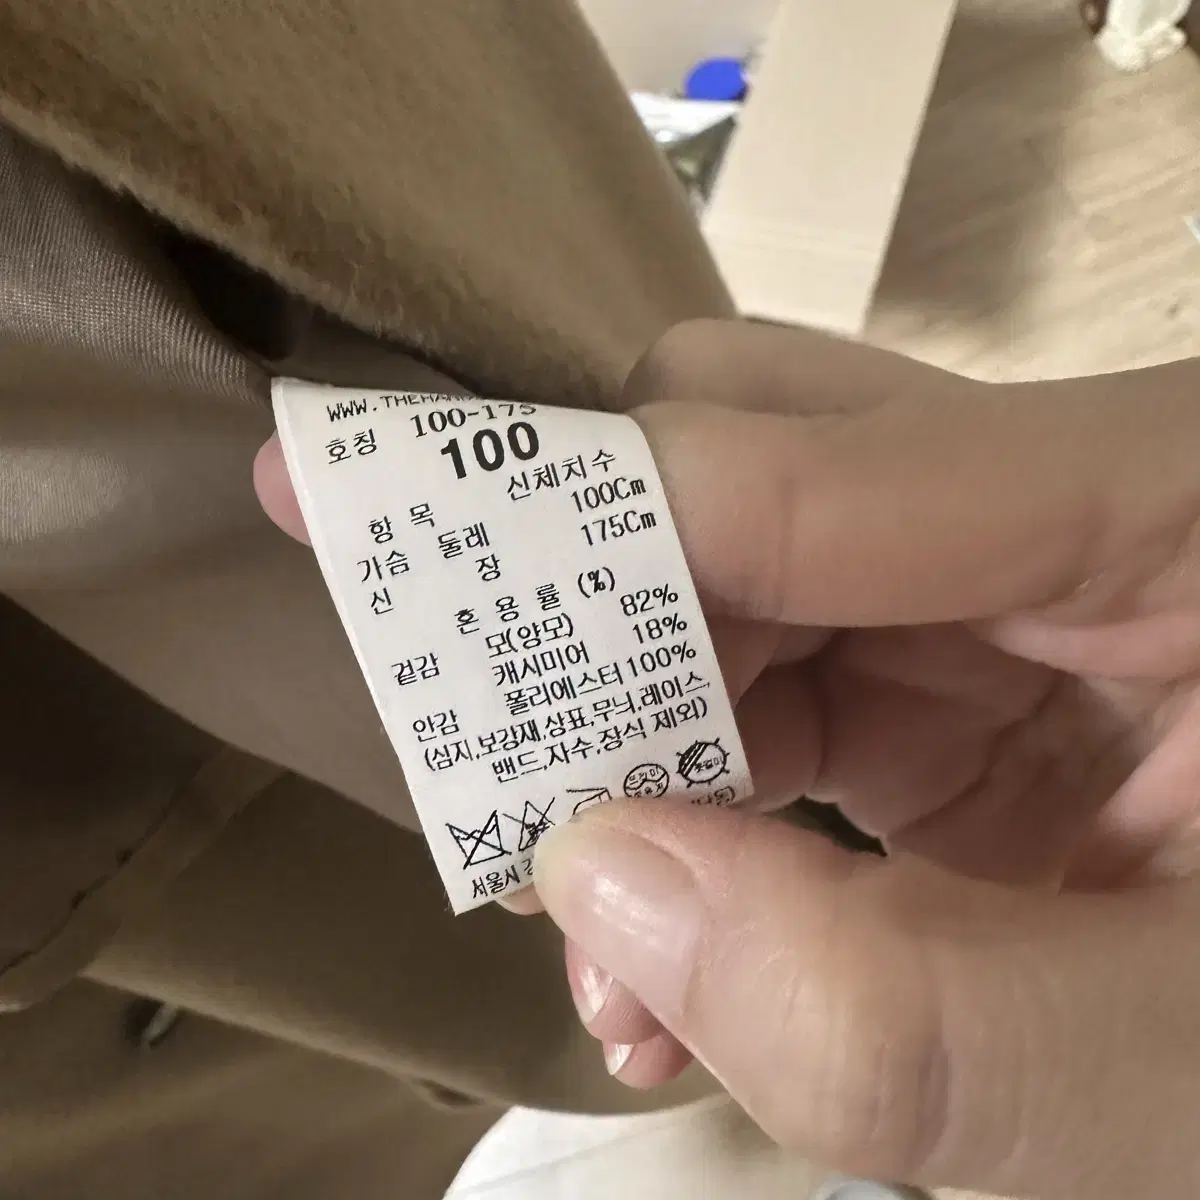 호칭 100-175
100
항 목 신체치수
가슴 둘레 100Cm
신 장 175Cm
혼 용 률 (%)
겉감 모(양모) 82%
캐시미어 18%
안감 폴리에스터 100%
(심지,보강재,상표,무늬,레이스,
밴드,자수,장식 제외)
서울시